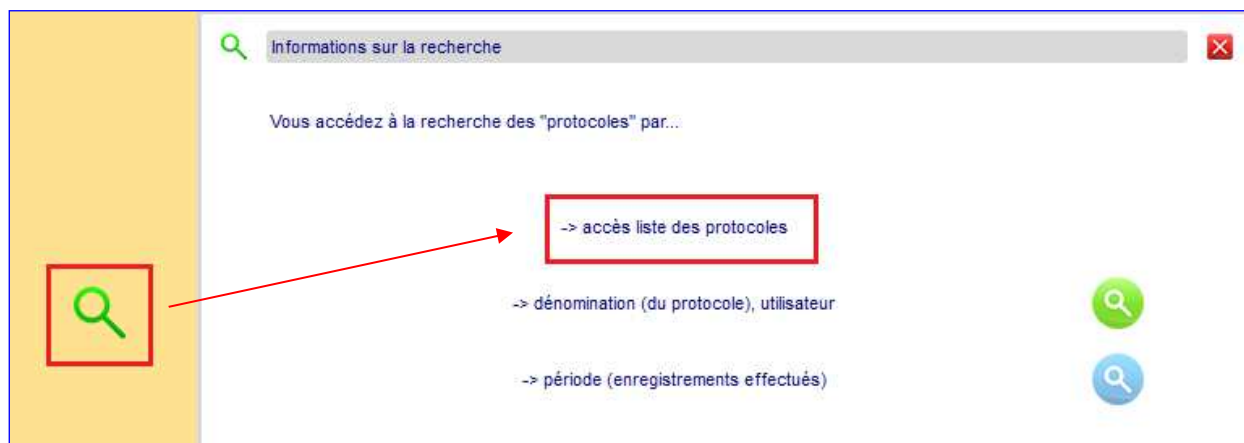 Informations sur la recherche
Vous accédez à la recherche des "protocoles" par...
-> accès liste des protocoles
-> dénomination (du protocole), utilisateur
-> période (enregistrements effectués)